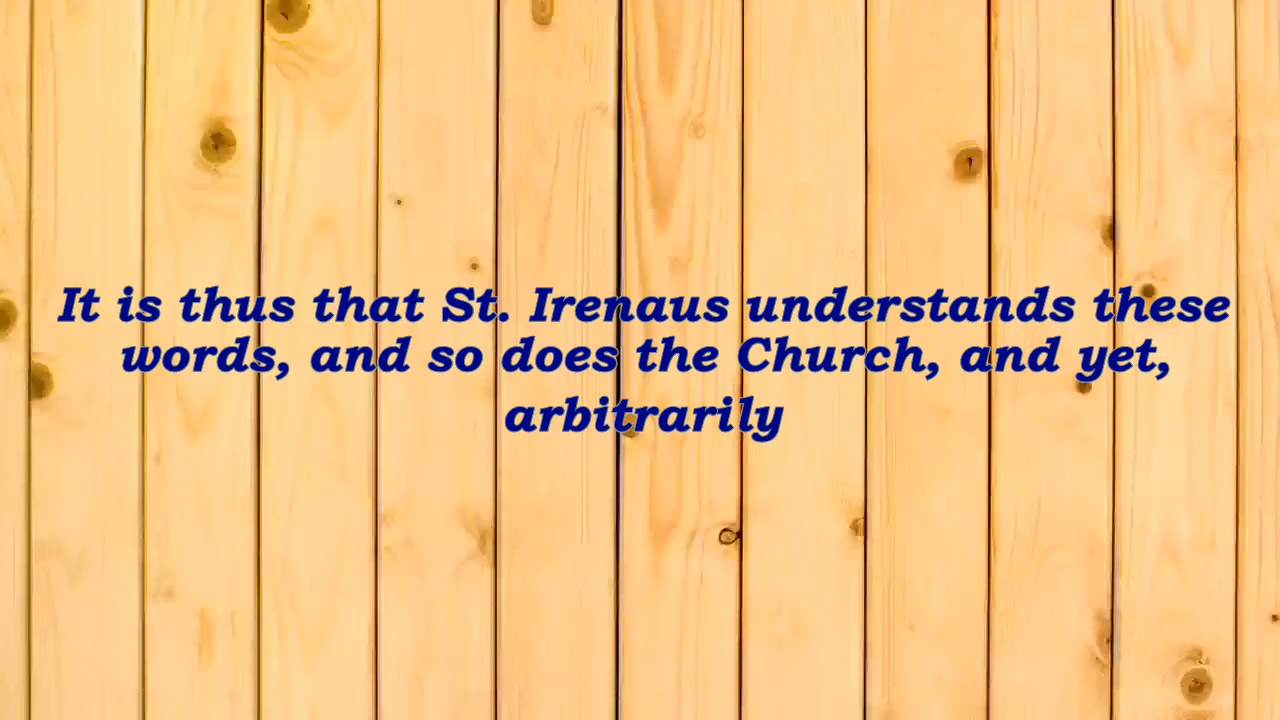 It is thus that St. Irenaus understands these
words, and so does the Church, and yet,
arbitrarily